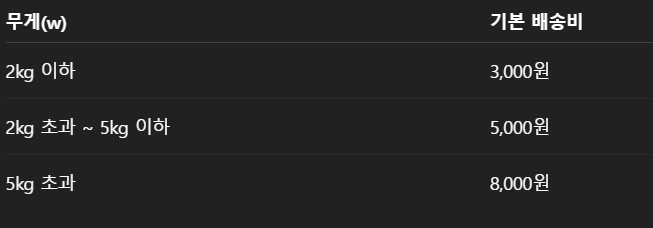 무게(w) 기본 배송비
2kg 이하 3,000원
2kg 초과 ~ 5kg 이하 5,000원
5kg 초과 8,000원